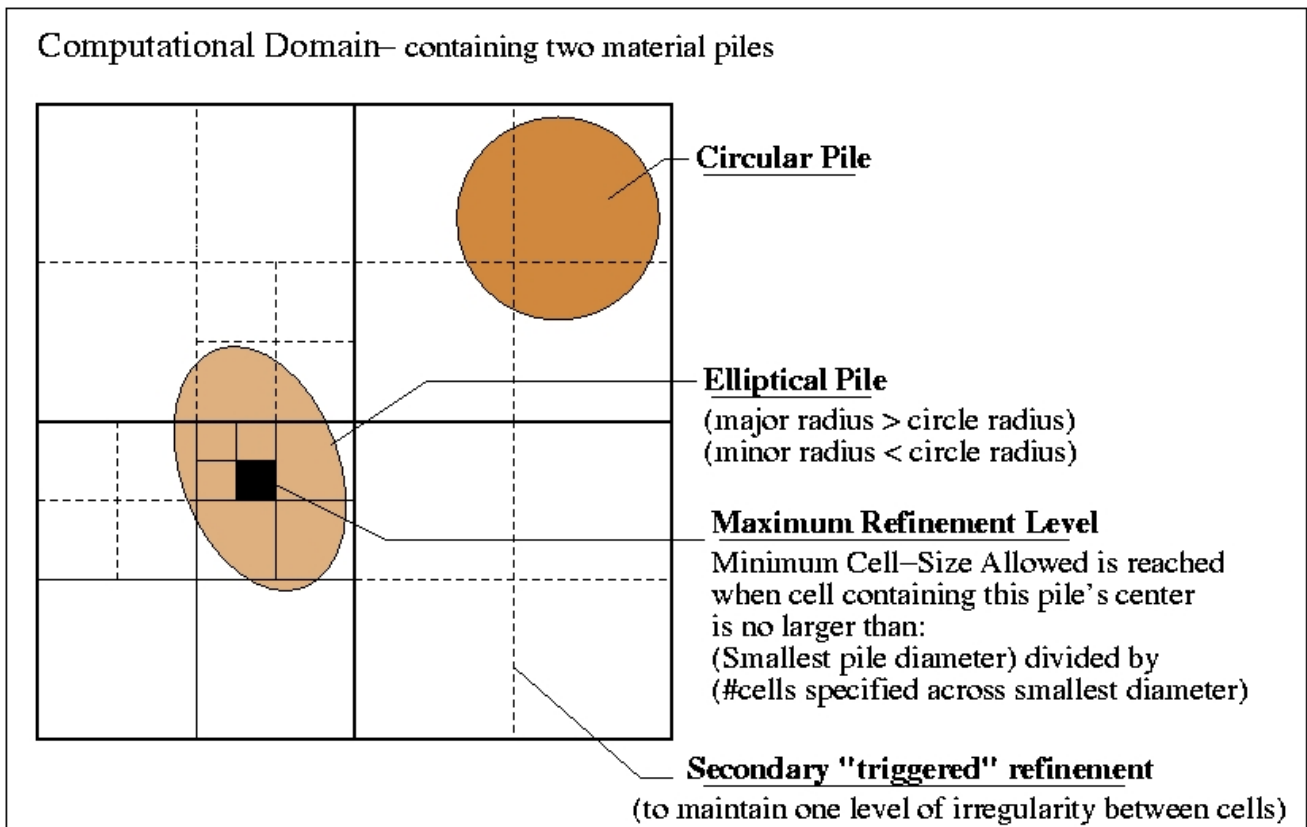 Computational Domain– containing two material piles
Circular Pile
Elliptical Pile
(major radius > circle radius)
(minor radius < circle radius)
Maximum Refinement Level
Minimum Cell–Size Allowed is reached
when cell containing this pile's center
is no larger than:
(Smallest pile diameter) divided by
(#cells specified across smallest diameter)
Secondary "triggered" refinement
(to maintain one level of irregularity between cells)